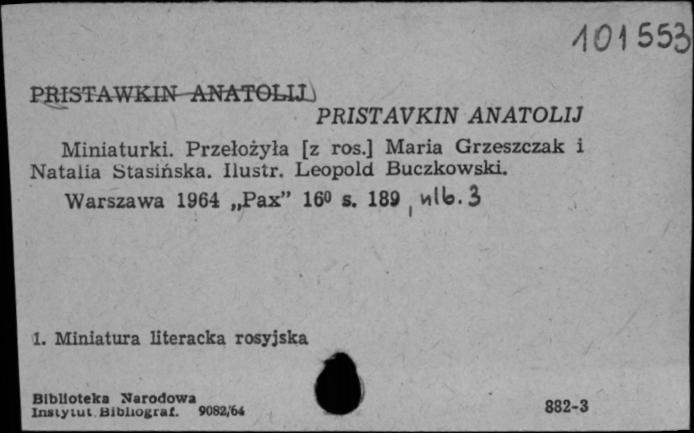 101553
PRISTAWKIN ANATOLIJ
PRISTAVKIN ANATOLIJ
Miniaturki. Przełożyła [z ros.] Maria Grzeszczak i
Natalia Stasińska. Ilustr. Leopold Buczkowski.
Warszawa 1964 „Pax” 16⁰ s. 189, nlb. 3
1. Miniatura literacka rosyjska
Biblioteka Narodowa
Instytut Bibliograf. 9082/64
882-3